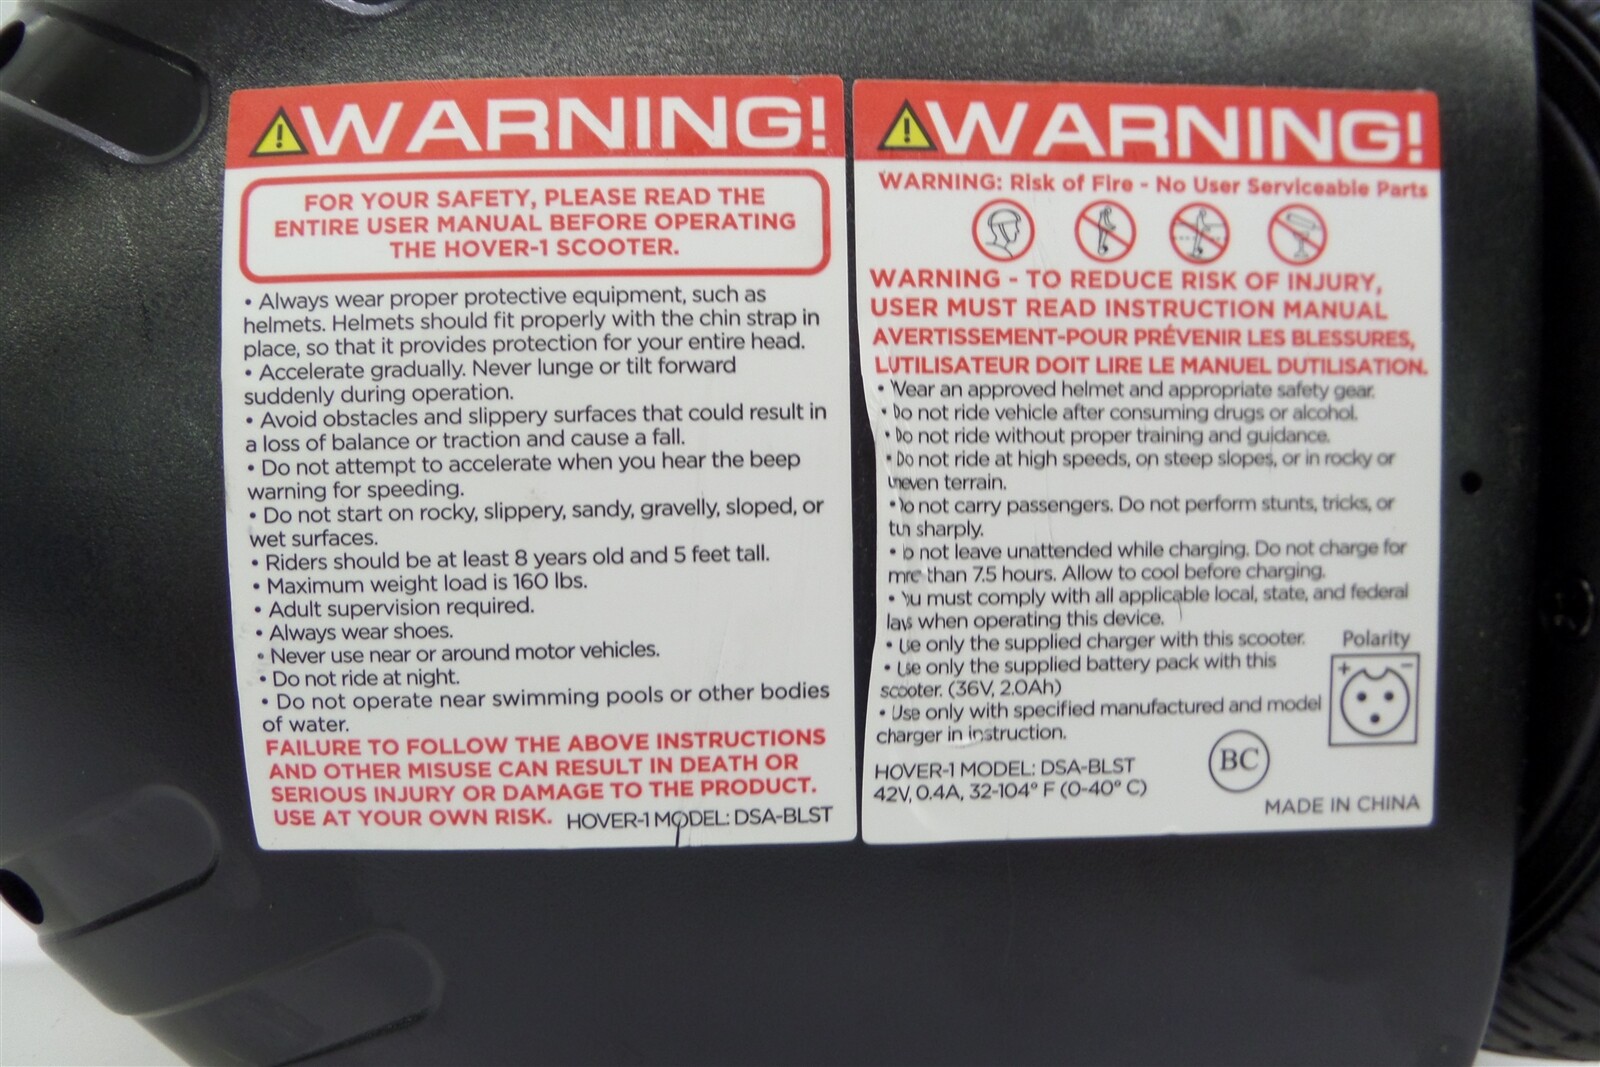 WARNING!
FOR YOUR SAFETY, PLEASE READ THE
ENTIRE USER MANUAL BEFORE OPERATING
THE HOVER-1 SCOOTER.
• Always wear proper protective equipment, such as
helmets. Helmets should fit properly with the chin strap in
place, so that it provides protection for your entire head.
• Accelerate gradually. Never lunge or tilt forward
suddenly during operation.
• Avoid obstacles and slippery surfaces that could result in
a loss of balance or traction and cause a fall.
• Do not attempt to accelerate when you hear the beep
warning for speeding.
• Do not start on rocky, slippery, sandy, gravelly, sloped, or
wet surfaces.
• Riders should be at least 8 years old and 5 feet tall.
• Maximum weight load is 160 lbs.
• Adult supervision required.
• Always wear shoes.
• Never use near or around motor vehicles.
• Do not ride at night.
• Do not operate near swimming pools or other bodies
of water.
FAILURE TO FOLLOW THE ABOVE INSTRUCTIONS
AND OTHER MISUSE CAN RESULT IN DEATH OR
SERIOUS INJURY OR DAMAGE TO THE PRODUCT.
USE AT YOUR OWN RISK. HOVER-1 MODEL: DSA-BLST
WARNING!
WARNING: Risk of Fire - No User Serviceable Parts
WARNING - TO REDUCE RISK OF INJURY,
USER MUST READ INSTRUCTION MANUAL
AVERTISSEMENT-POUR PRÉVENIR LES BLESSURES,
L'UTILISATEUR DOIT LIRE LE MANUEL DUTILISATION.
• Wear an approved helmet and appropriate safety gear.
• Do not ride vehicle after consuming drugs or alcohol.
• Do not ride without proper training and guidance.
• Do not ride at high speeds, on steep slopes, or in rocky or
uneven terrain.
• Do not carry passengers. Do not perform stunts, tricks, or
turn sharply.
• Do not leave unattended while charging. Do not charge for
more than 7.5 hours. Allow to cool before charging.
• You must comply with all applicable local, state, and federal
laws when operating this device.
• Use only the supplied charger with this scooter.
• Use only the supplied battery pack with this
scooter. (36V, 2.0Ah)
• Use only with specified manufactured and model
charger in instruction.
Polarity
+ −
HOVER-1 MODEL: DSA-BLST
42V, 0.4A, 32-104° F (0-40° C)
BC
MADE IN CHINA